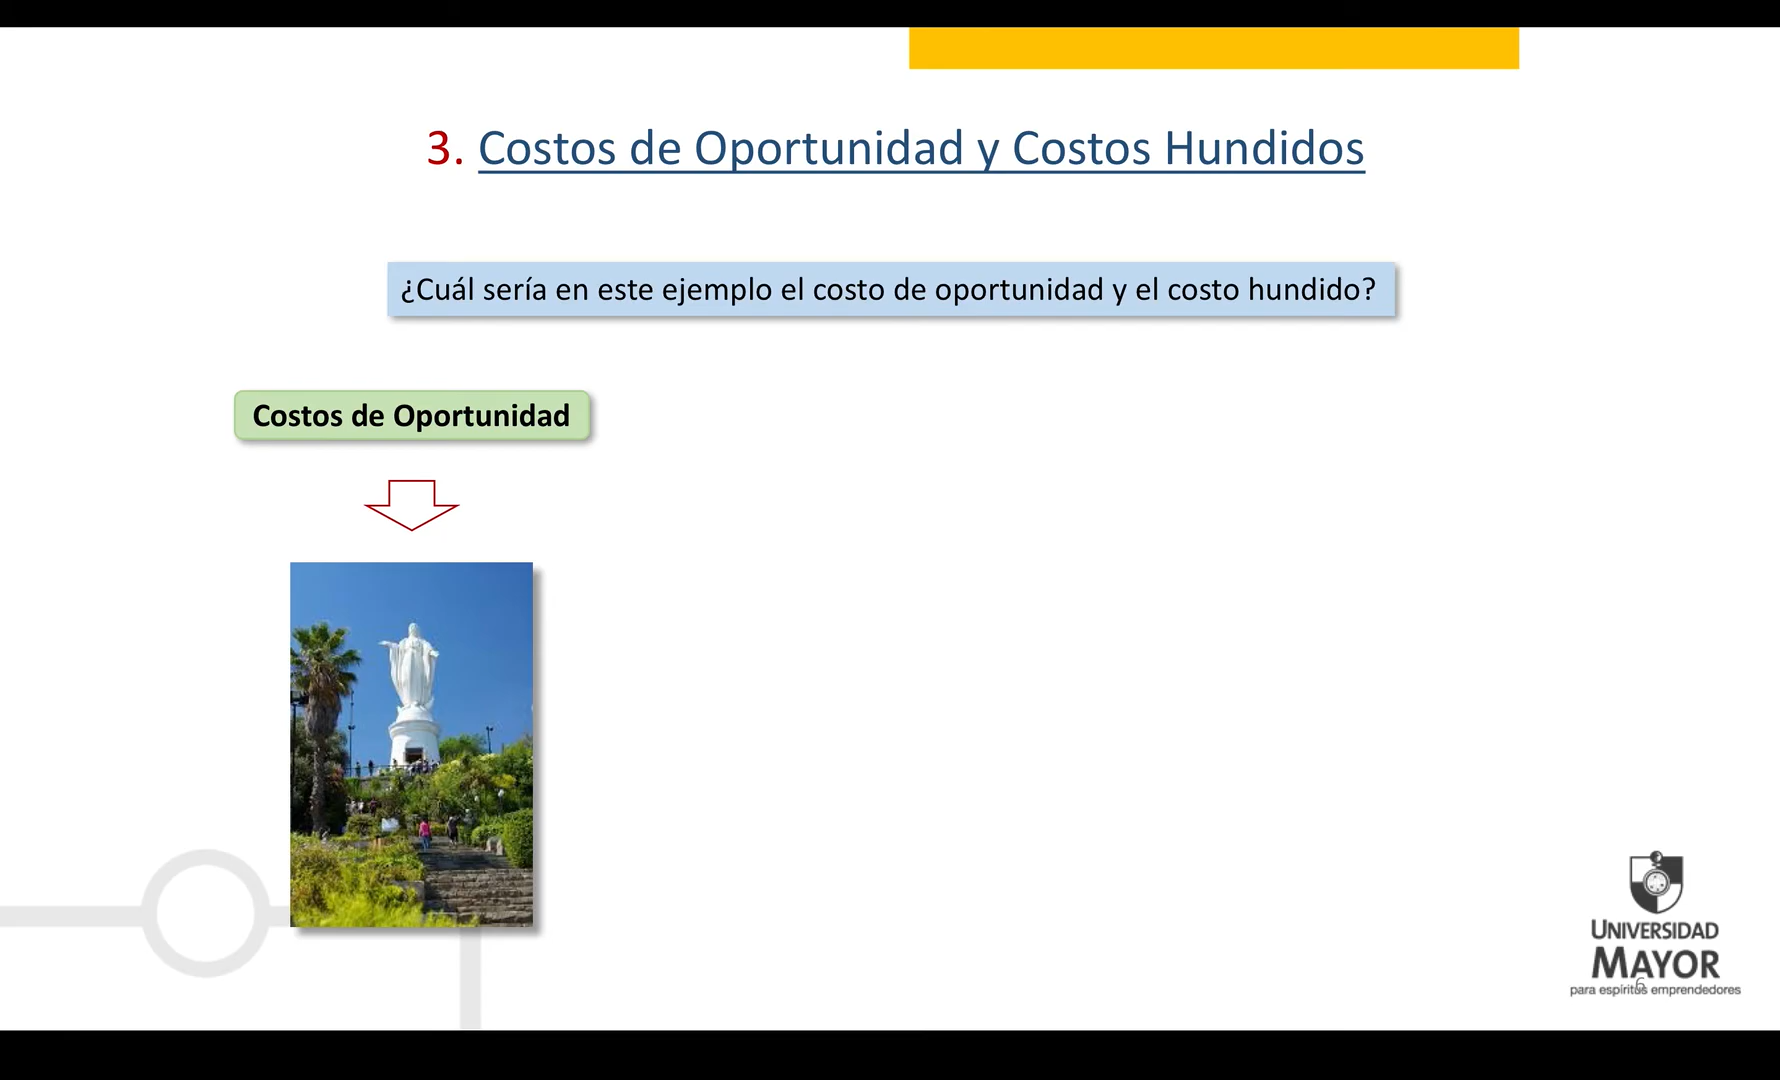 3. Costos de Oportunidad y Costos Hundidos
¿Cuál sería en este ejemplo el costo de oportunidad y el costo hundido?
Costos de Oportunidad
UNIVERSIDAD
MAYOR
para espíritus emprendedores
6